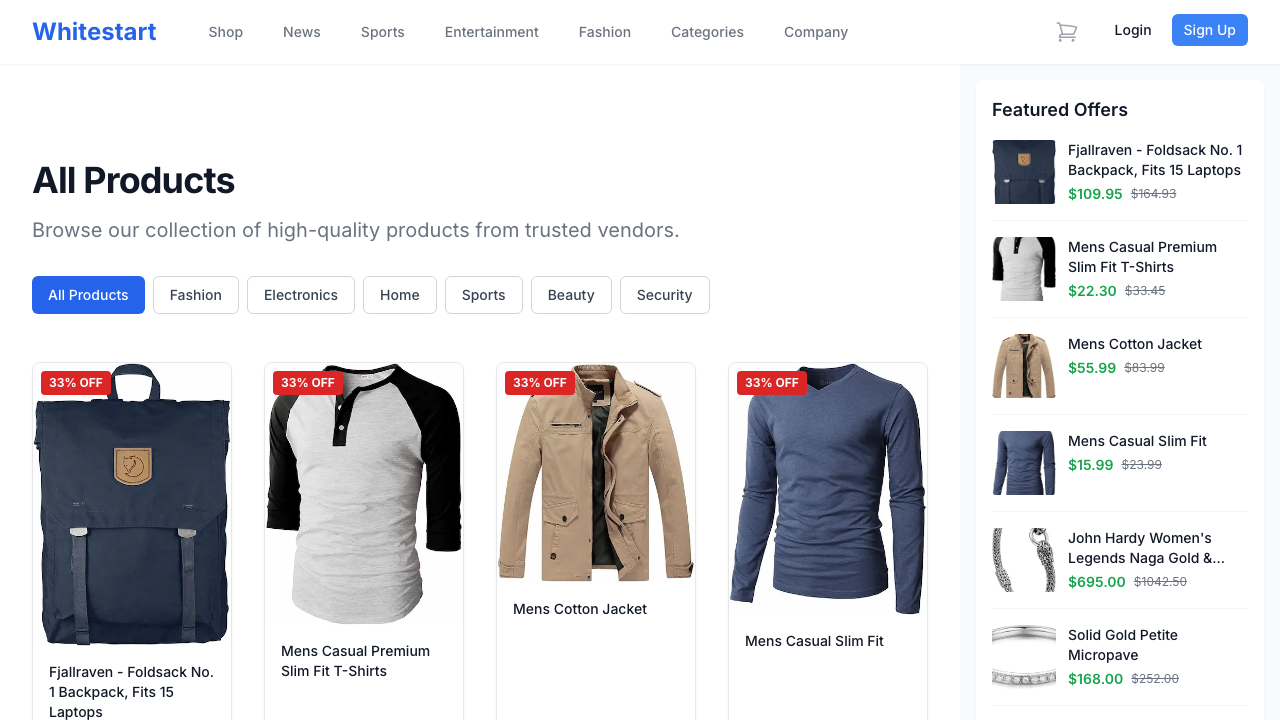 Whitestart
Shop
News
Sports
Entertainment
Fashion
Categories
Company
Login
Sign Up
All Products
Browse our collection of high-quality products from trusted vendors.
All Products
Fashion
Electronics
Home
Sports
Beauty
Security
33% OFF
Fjallraven - Foldsack No.
1 Backpack, Fits 15
Laptops
33% OFF
Mens Casual Premium
Slim Fit T-Shirts
33% OFF
Mens Cotton Jacket
33% OFF
Mens Casual Slim Fit
Featured Offers
Fjallraven - Foldsack No. 1
Backpack, Fits 15 Laptops
$109.95 $164.93
Mens Casual Premium
Slim Fit T-Shirts
$22.30 $33.45
Mens Cotton Jacket
$55.99 $83.99
Mens Casual Slim Fit
$15.99 $23.99
John Hardy Women's
Legends Naga Gold &...
$695.00 $1042.50
Solid Gold Petite
Micropave
$168.00 $252.00